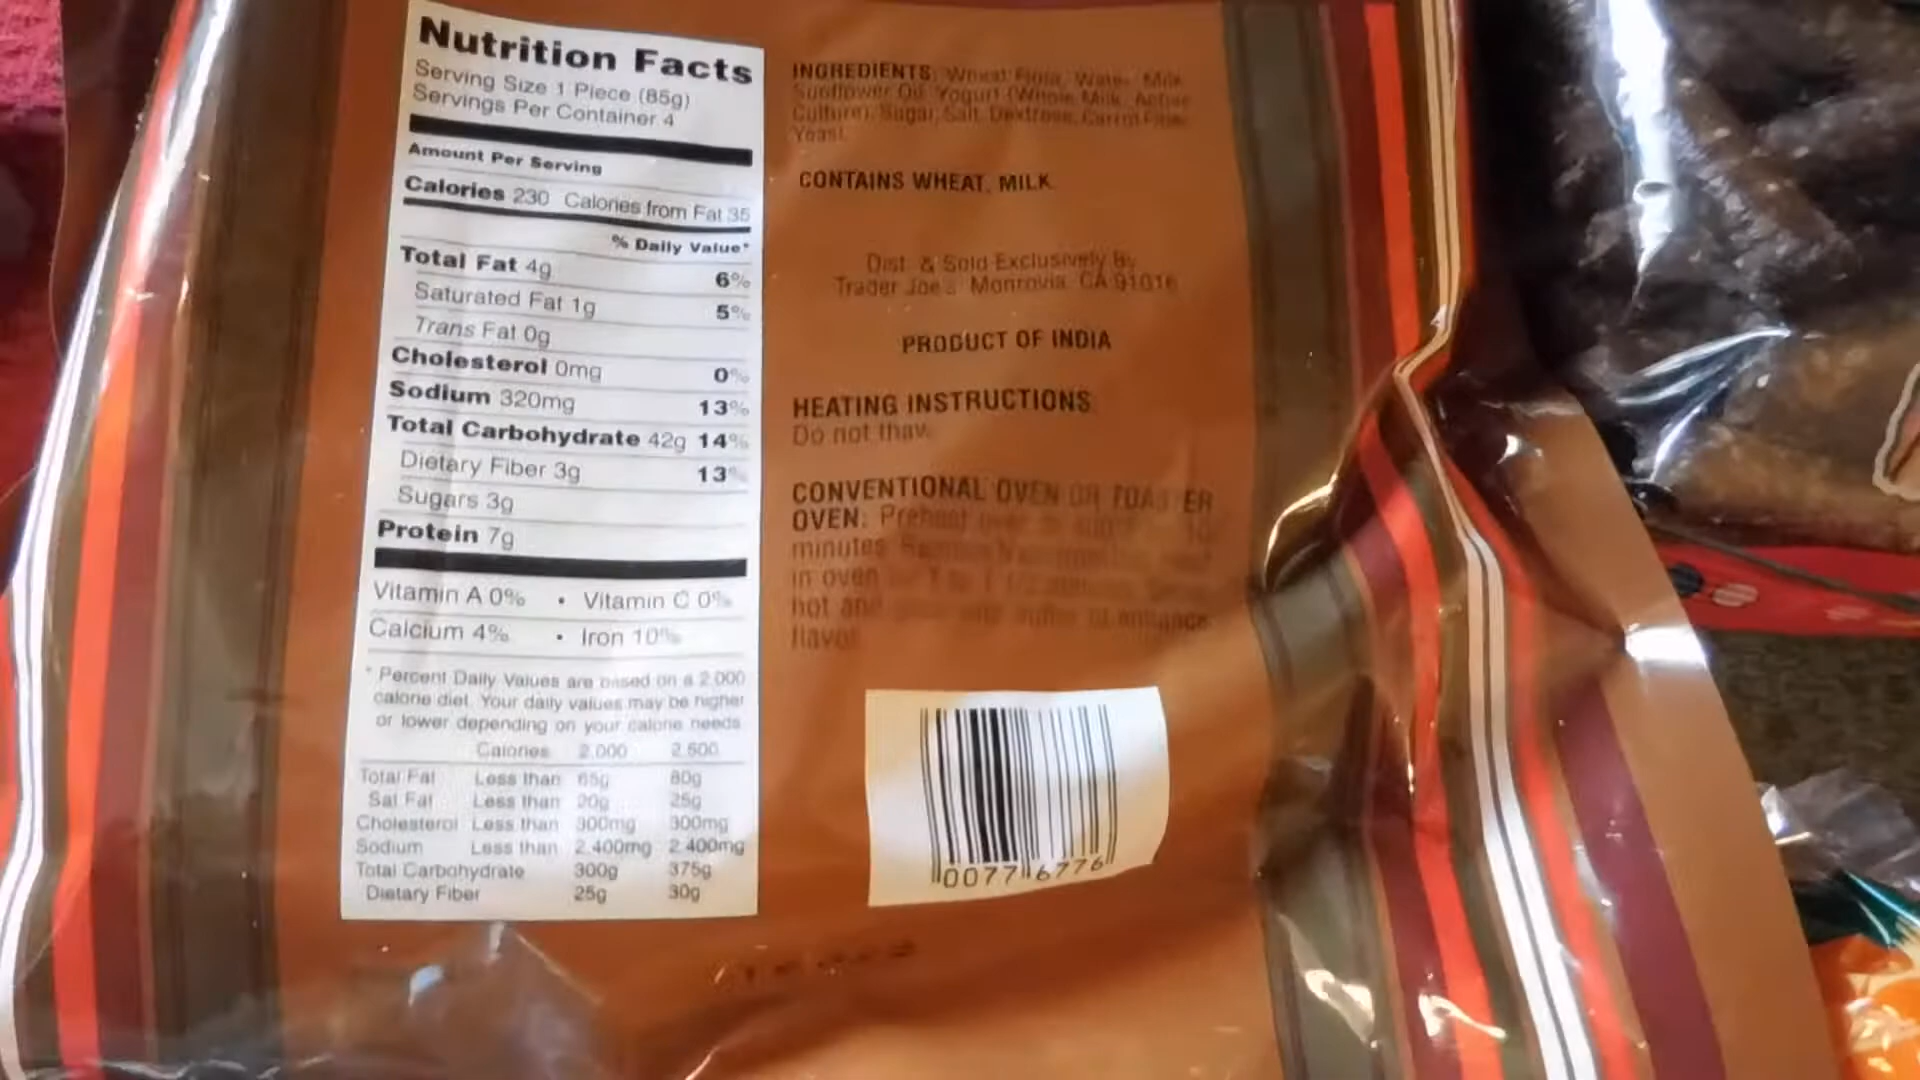 Nutrition Facts
Serving Size 1 Piece (85g)
Servings Per Container 4
Amount Per Serving
Calories 230 Calories from Fat 35
% Daily Value*
Total Fat 4g 6%
Saturated Fat 1g 5%
Trans Fat 0g
Cholesterol 0mg 0%
Sodium 320mg 13%
Total Carbohydrate 42g 14%
Dietary Fiber 3g 13%
Sugars 3g
Protein 7g
Vitamin A 0% • Vitamin C 0%
Calcium 4% • Iron 10%
* Percent Daily Values are based on a 2,000
calorie diet. Your daily values may be higher
or lower depending on your calorie needs.
Calories 2,000 2,500
Total Fat Less than 65g 80g
Sat Fat Less than 20g 25g
Cholesterol Less than 300mg 300mg
Sodium Less than 2,400mg 2,400mg
Total Carbohydrate 300g 375g
Dietary Fiber 25g 30g
INGREDIENTS: Wheat Flour, Water, Milk,
Sunflower Oil, Yogurt (Whole Milk, Active
Culture), Sugar, Salt, Dextrose,
Yeast.
CONTAINS WHEAT, MILK.
Dist. & Sold Exclusively By:
Trader Joe's, Monrovia, CA 91016
PRODUCT OF INDIA
HEATING INSTRUCTIONS:
Do not thaw.
CONVENTIONAL OVEN OR TOASTER
OVEN: Preheat
minutes.
in oven
hot and to enhance
flavor.
0077 6776